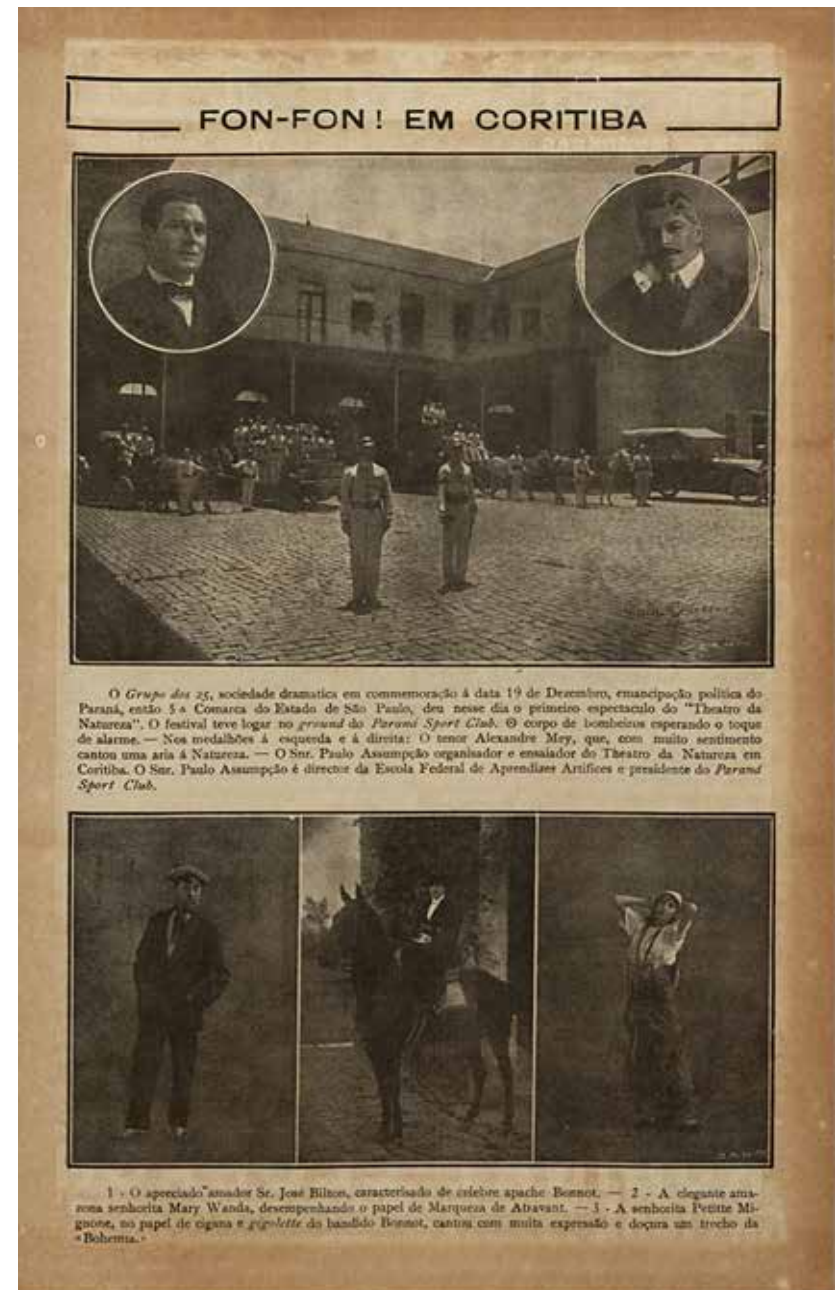 FON-FON! EM CORITIBA
O Grupo dos 25, sociedade dramatica em commemoração á data 19 de Dezembro, emancipação politica do
Paraná, então 5a Comarca do Estado de São Paulo, deu nesse dia o primeiro espectaculo do "Theatro da
Natureza". O festival teve logar no ground do Paraná Sport Club. O corpo de bombeiros esperando o toque
de alarme. — Nos medalhões á esquerda e á direita: O tenor Alexandre Mey, que, com muito sentimento
cantou uma aria á Natureza. — O Snr. Paulo Assumpção organisador e ensaiador do Theatro da Natureza em
Coritiba. O Snr. Paulo Assumpção é director da Escola Federal de Aprendizes Artifices e presidente do Paraná
Sport Club.
1 - O apreciado amador Sr. José Bilton, caracterisado de celebre apache Bonnot. — 2 - A elegante ama-
zona senhorita Mary Wanda, desempenhando o papel de Marqueza de Atavant. — 3 - A senhorita Petitte Mi-
gnone, no papel de cigana e gigolette do bandido Bonnot, cantou com muita expressão e doçura um trecho da
«Bohemia.»